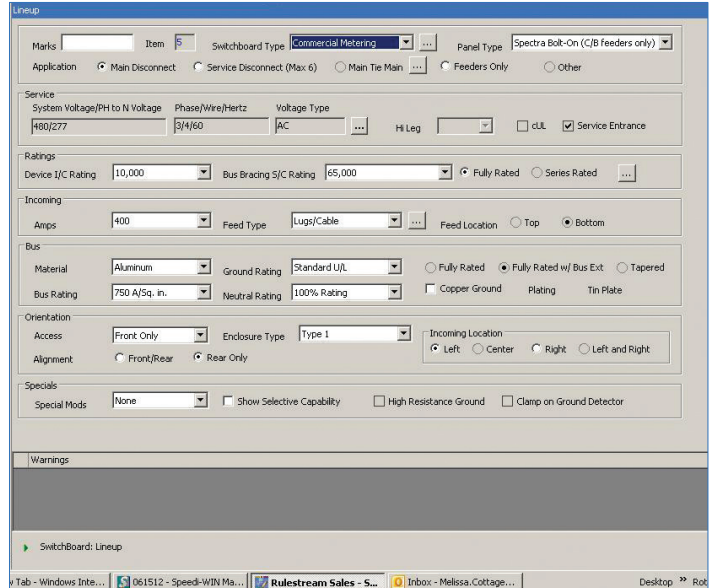 Lineup
Marks Item 5 Switchboard Type Commercial Metering ... Panel Type Spectra Bolt-On (C/B feeders only)
Application Main Disconnect Service Disconnect (Max 6) Main Tie Main ... Feeders Only Other
Service
System Voltage/PH to N Voltage Phase/Wire/Hertz Voltage Type
480/277 3/4/60 AC ... Hi Leg cUL Service Entrance
Ratings
Device I/C Rating 10,000 Bus Bracing S/C Rating 65,000 Fully Rated Series Rated ...
Incoming
Amps 400 Feed Type Lugs/Cable ... Feed Location Top Bottom
Bus
Material Aluminum Ground Rating Standard U/L Fully Rated Fully Rated w/ Bus Ext Tapered
Bus Rating 750 A/Sq. in. Neutral Rating 100% Rating Copper Ground Plating Tin Plate
Orientation
Access Front Only Enclosure Type Type 1 Incoming Location
Alignment Front/Rear Rear Only Left Center Right Left and Right
Specials
Special Mods None Show Selective Capability High Resistance Ground Clamp on Ground Detector
Warnings
SwitchBoard: Lineup
v Tab - Windows Inte... 061512 - Speedi-WIN Ma... Rulestream Sales - S... Inbox - Melissa.Cottage... Desktop » Rot